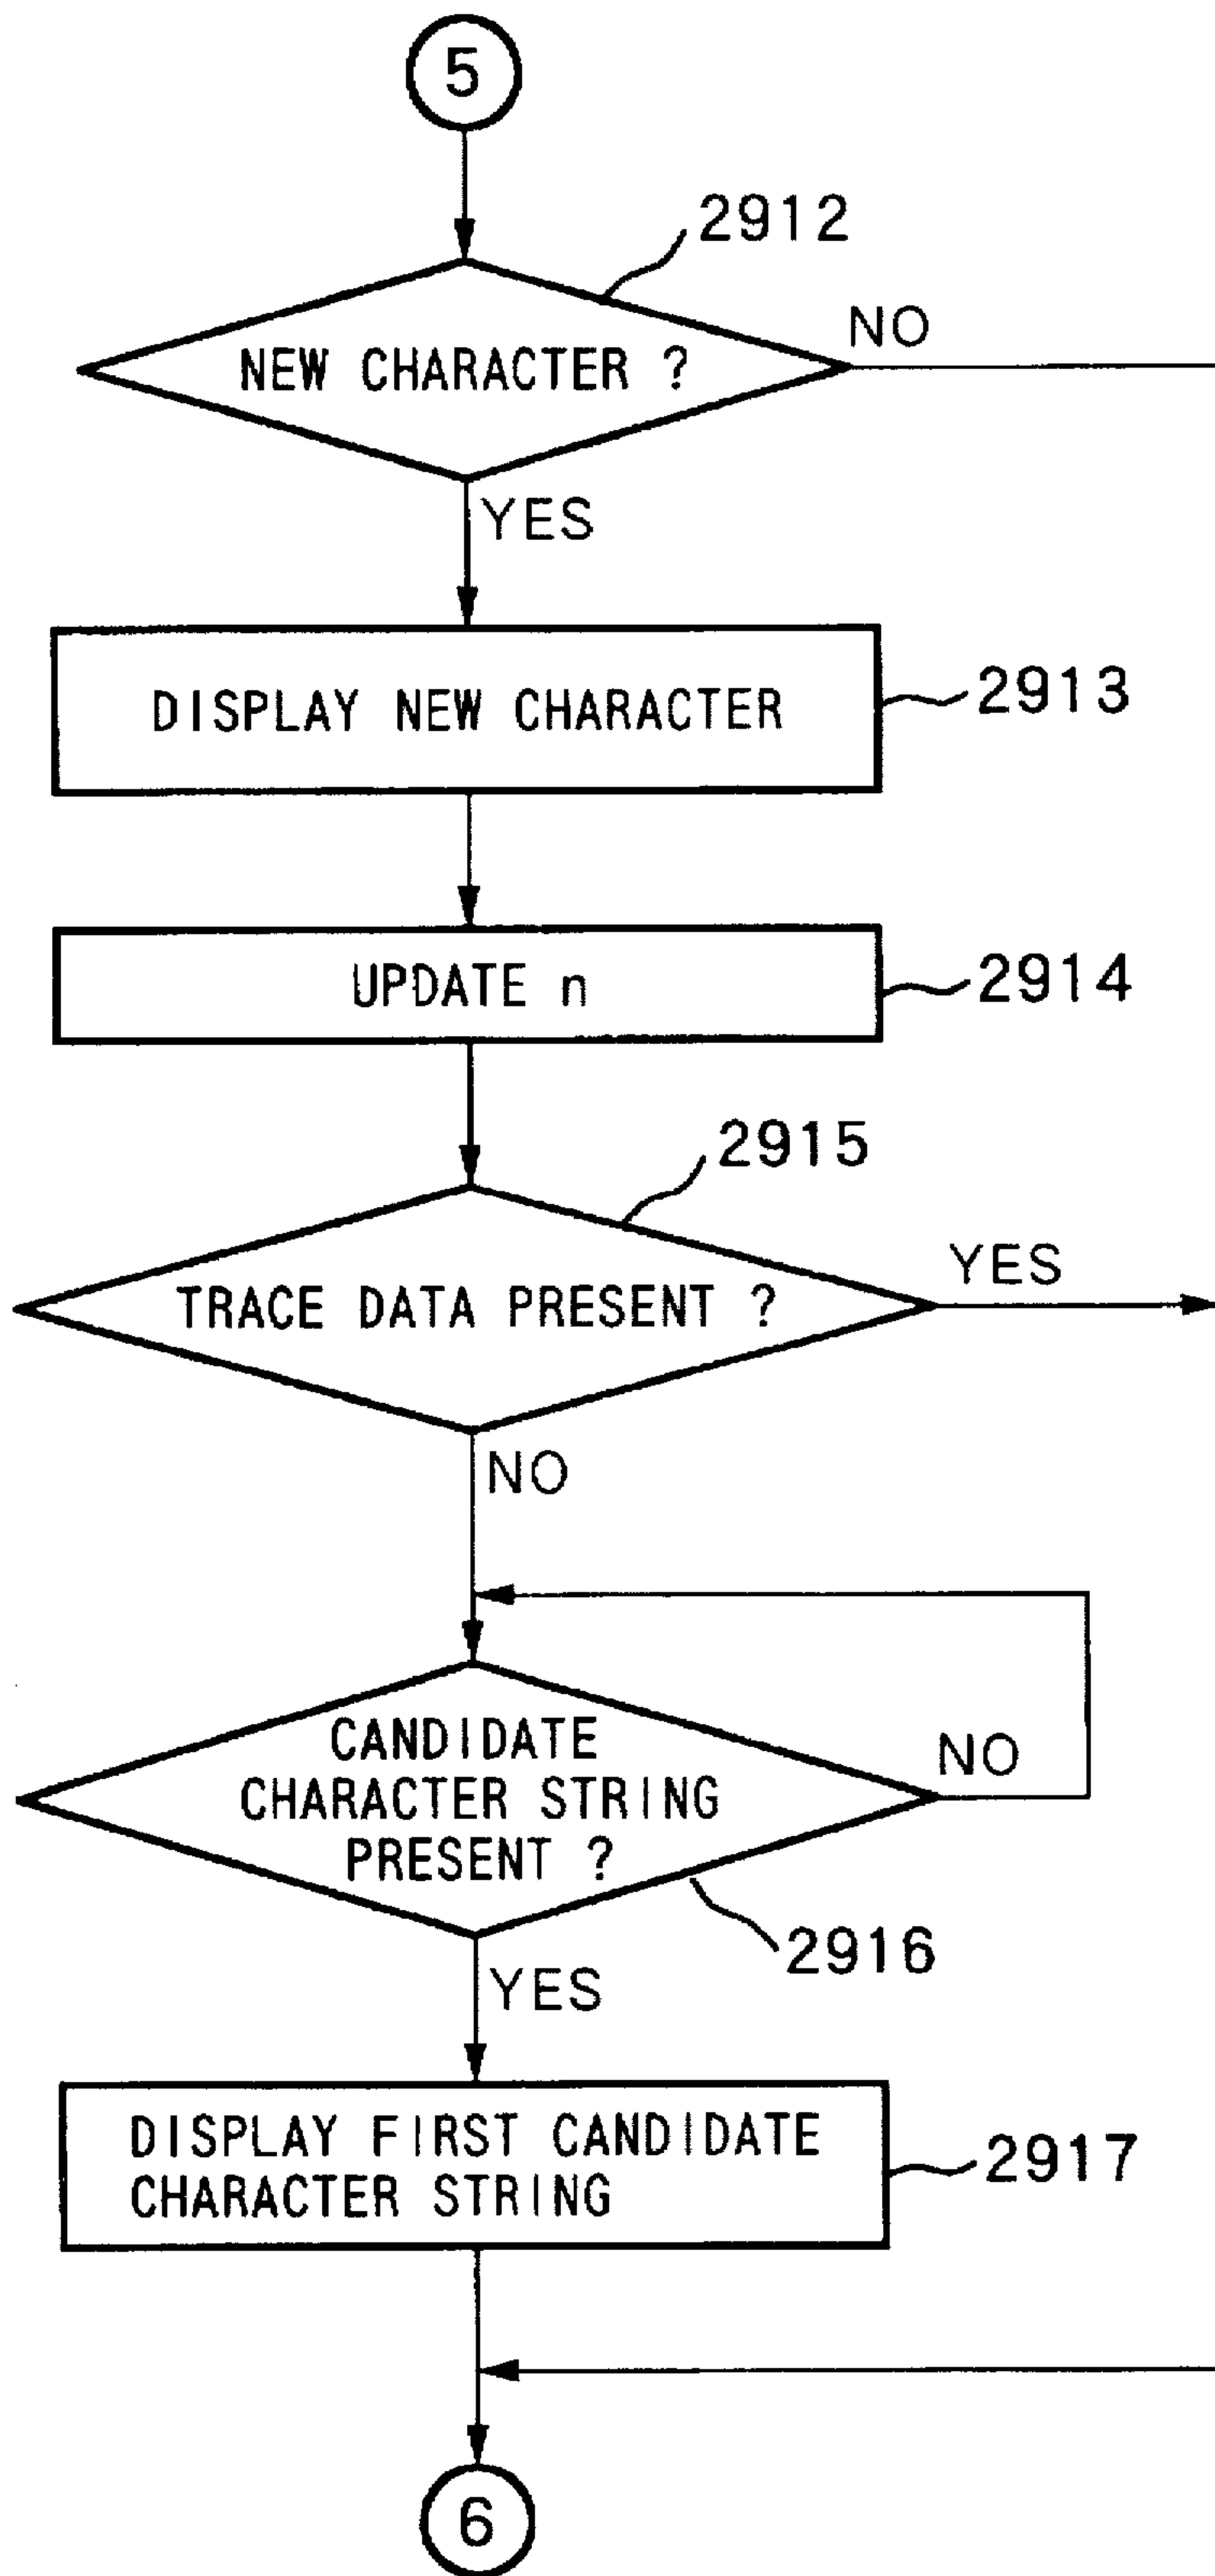 5
2912
NEW CHARACTER ?
NO
YES
DISPLAY NEW CHARACTER
2913
UPDATE n
2914
2915
TRACE DATA PRESENT ?
YES
NO
CANDIDATE
CHARACTER STRING
PRESENT ?
NO
2916
YES
DISPLAY FIRST CANDIDATE
CHARACTER STRING
2917
6